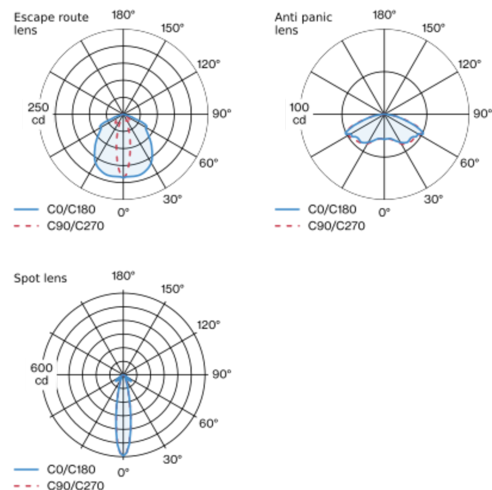 Escape route
lens
180°
150°
120°
250
cd
90°
60°
30°
0°
C0/C180
C90/C270
Anti panic
lens
180°
150°
120°
100
cd
90°
60°
30°
0°
C0/C180
C90/C270
Spot lens
180°
150°
120°
600
cd
90°
60°
30°
0°
C0/C180
C90/C270